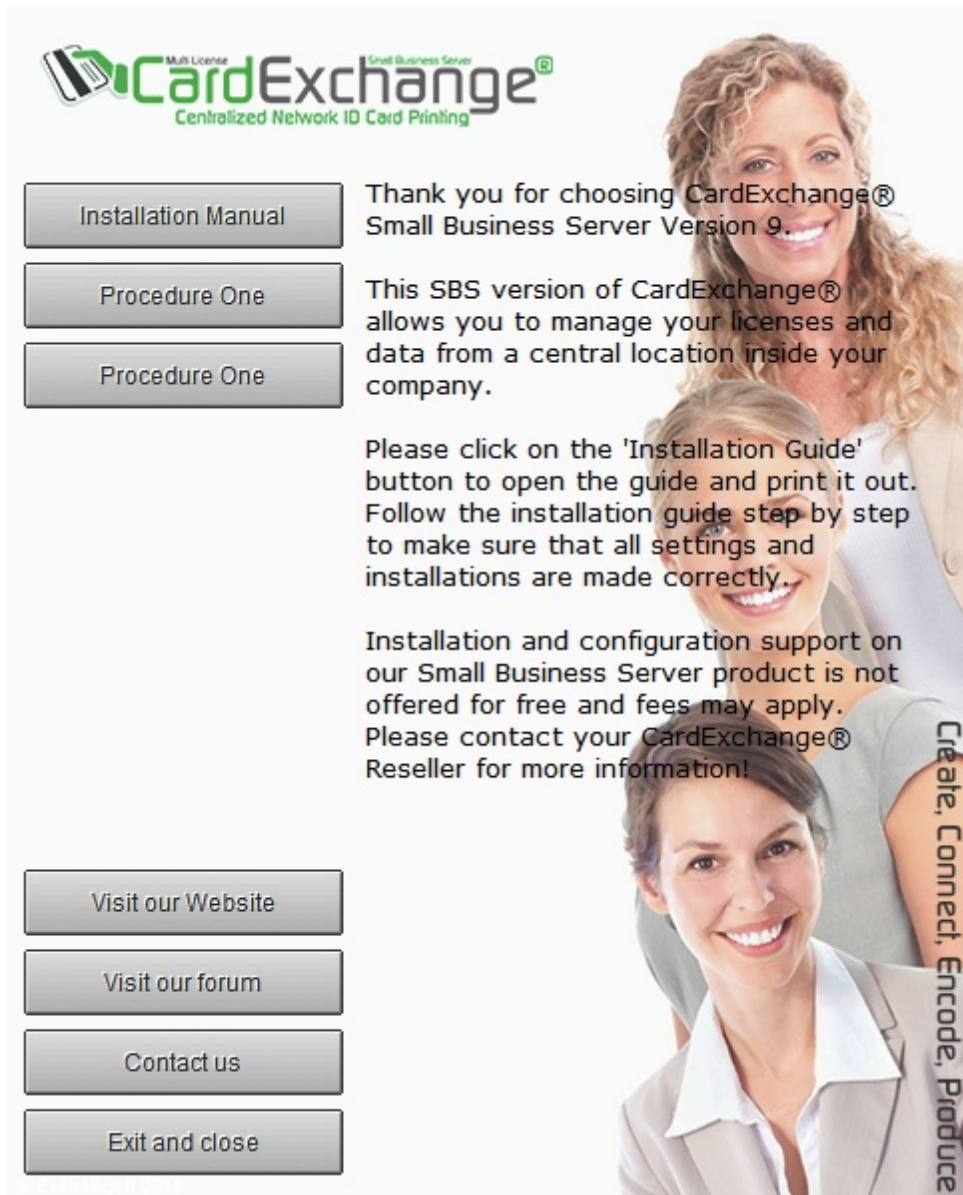 Multi License
Small Business Server
CardExchange®
Centralized Network ID Card Printing
Installation Manual
Procedure One
Procedure One
Thank you for choosing CardExchange®
Small Business Server Version 9.
This SBS version of CardExchange®
allows you to manage your licenses and
data from a central location inside your
company.
Please click on the 'Installation Guide'
button to open the guide and print it out.
Follow the installation guide step by step
to make sure that all settings and
installations are made correctly.
Installation and configuration support on
our Small Business Server product is not
offered for free and fees may apply.
Please contact your CardExchange®
Reseller for more information!
Visit our Website
Visit our forum
Contact us
Exit and close
Create, Connect, Encode, Produce